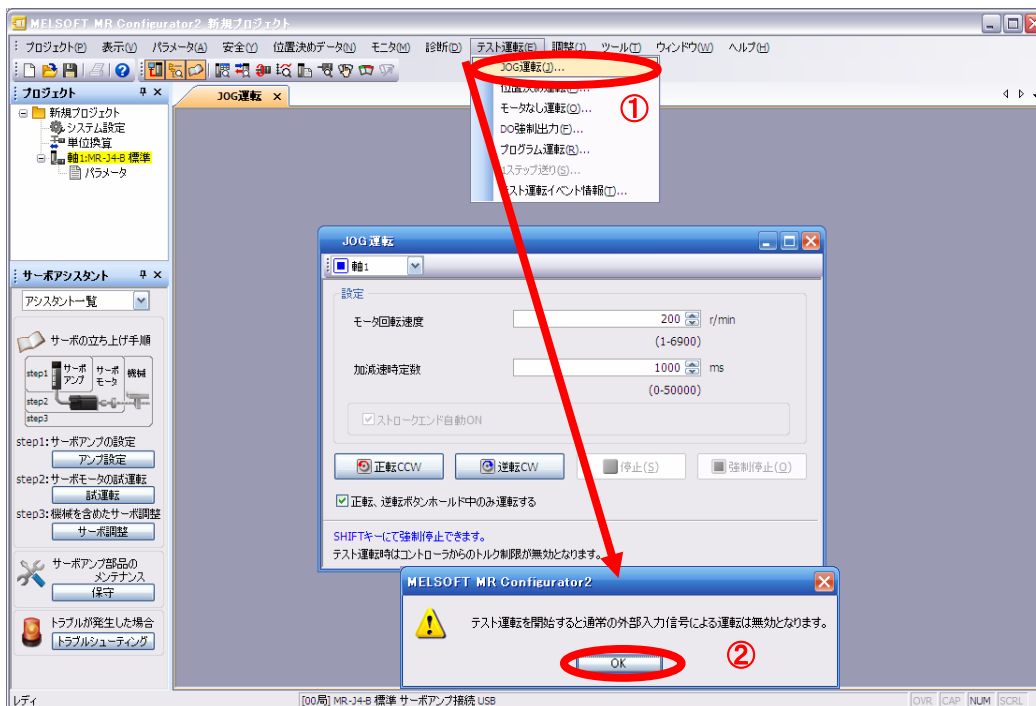 MELSOFT MR Configurator2 新規プロジェクト
プロジェクト(P) 表示(V) パラメータ(A) 安全(Y) 位置決めデータ(N) モニタ(M) 診断(D) テスト運転(E) 調整(J) ツール(T) ウィンドウ(W) ヘルプ(H)
プロジェクト
新規プロジェクト
システム設定
単位換算
軸1:MR-J4-B 標準
パラメータ
JOG運転
JOG運転(J)...
①
モータなし運転(O)...
DO強制出力(F)...
プログラム運転(R)...
1ステップ送り(S)...
テスト運転イベント情報(T)...
サーボアシスタント
アシスタント一覧
サーボの立ち上げ手順
step1
サーボアンプ
サーボモータ
機械
step2
step3
step1:サーボアンプの設定
アンプ設定
step2:サーボモータの試運転
試運転
step3:機械を含めたサーボ調整
サーボ調整
サーボアンプ部品の
メンテナンス
保守
トラブルが発生した場合
トラブルシューティング
JOG 運転
軸1
設定
モータ回転速度 200 r/min
(1-6900)
加減速時定数 1000 ms
(0-50000)
ストロークエンド自動ON
正転CCW 逆転CW 停止(S) 強制停止(O)
正転、逆転ボタンホールド中のみ運転する
SHIFTキーにて強制停止できます。
テスト運転時はコントローラからのトルク制限が無効となります。
MELSOFT MR Configurator2
テスト運転を開始すると通常の外部入力信号による運転は無効となります。
OK
②
レディ [00局] MR-J4-B 標準 サーボアンプ接続 USB OVR CAP NUM SCRL